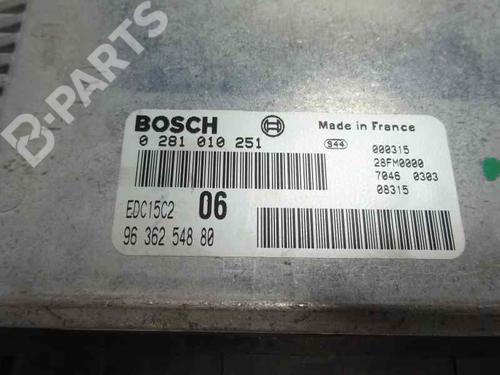 B-PARTS
BOSCH
Made in France
0 281 010 251
944
000315
28FM0000
7046 0303
08315
EDC15C2 06
96 362 548 80